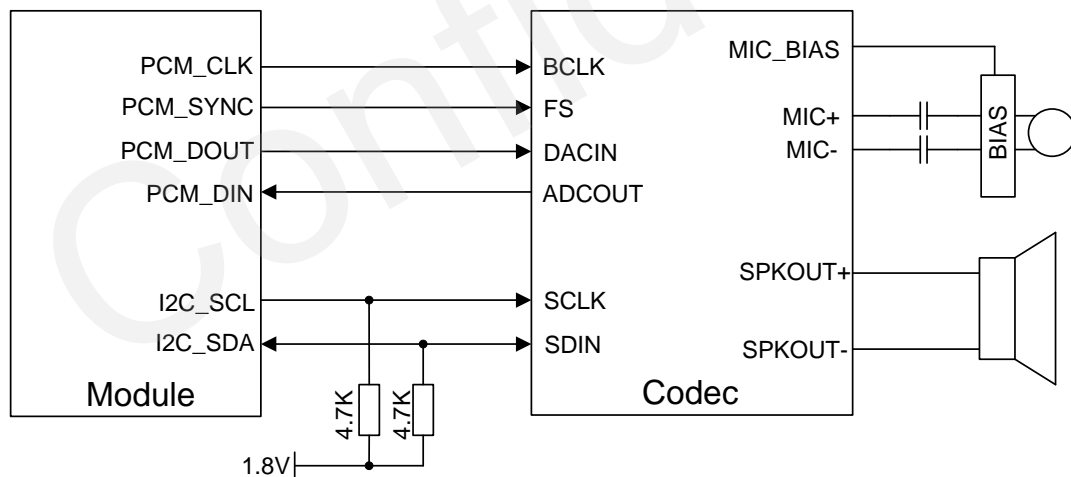 PCM_CLK
PCM_SYNC
PCM_DOUT
PCM_DIN
I2C_SCL
I2C_SDA
Module
BCLK
FS
DACIN
ADCOUT
SCLK
SDIN
Codec
MIC_BIAS
MIC+
MIC-
SPKOUT+
SPKOUT-
BIAS
4.7K
4.7K
1.8V